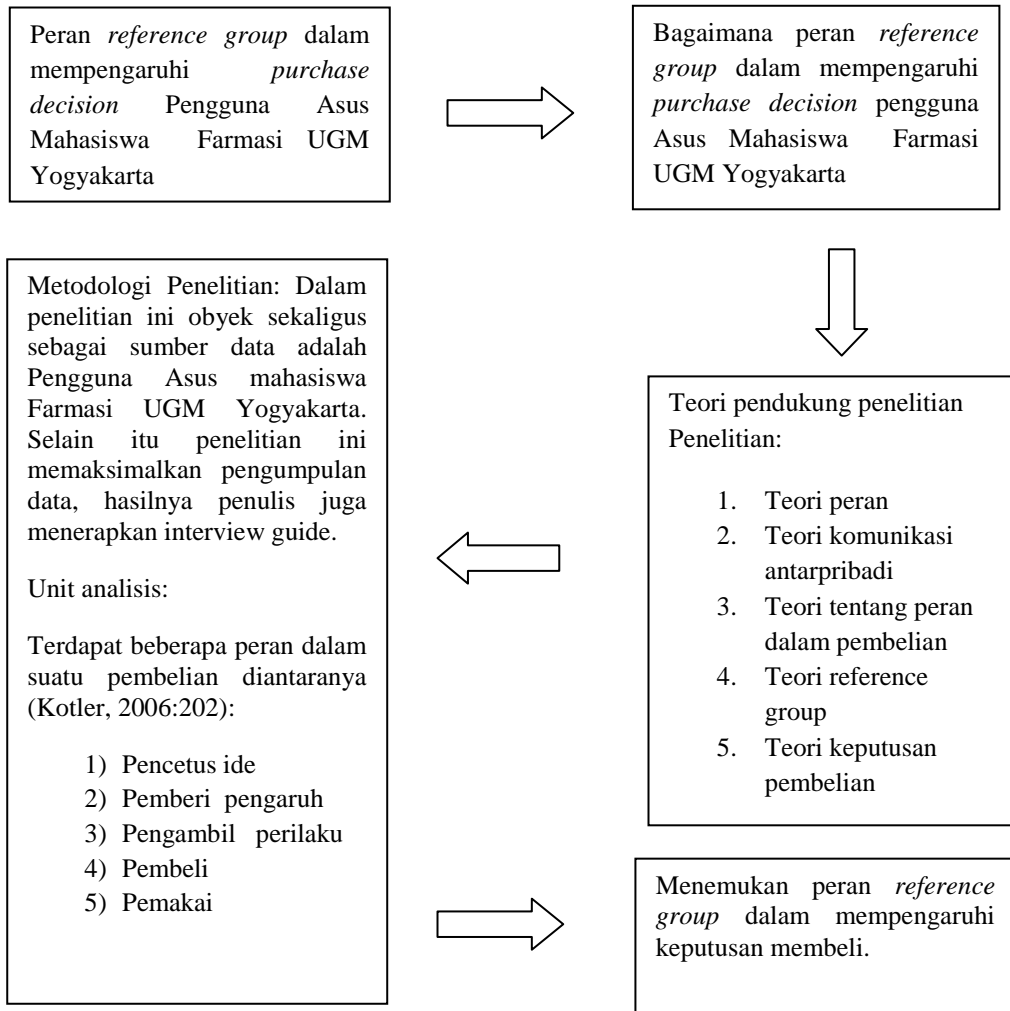 Peran reference group dalam
mempengaruhi purchase
decision Pengguna Asus
Mahasiswa Farmasi UGM
Yogyakarta
Bagaimana peran reference
group dalam mempengaruhi
purchase decision pengguna
Asus Mahasiswa Farmasi
UGM Yogyakarta
Teori pendukung penelitian
Penelitian:
1. Teori peran
2. Teori komunikasi
antarpribadi
3. Teori tentang peran
dalam pembelian
4. Teori reference
group
5. Teori keputusan
pembelian
Metodologi Penelitian: Dalam
penelitian ini obyek sekaligus
sebagai sumber data adalah
Pengguna Asus mahasiswa
Farmasi UGM Yogyakarta.
Selain itu penelitian ini
memaksimalkan pengumpulan
data, hasilnya penulis juga
menerapkan interview guide.
Unit analisis:
Terdapat beberapa peran dalam
suatu pembelian diantaranya
(Kotler, 2006:202):
1) Pencetus ide
2) Pemberi pengaruh
3) Pengambil perilaku
4) Pembeli
5) Pemakai
Menemukan peran reference
group dalam mempengaruhi
keputusan membeli.